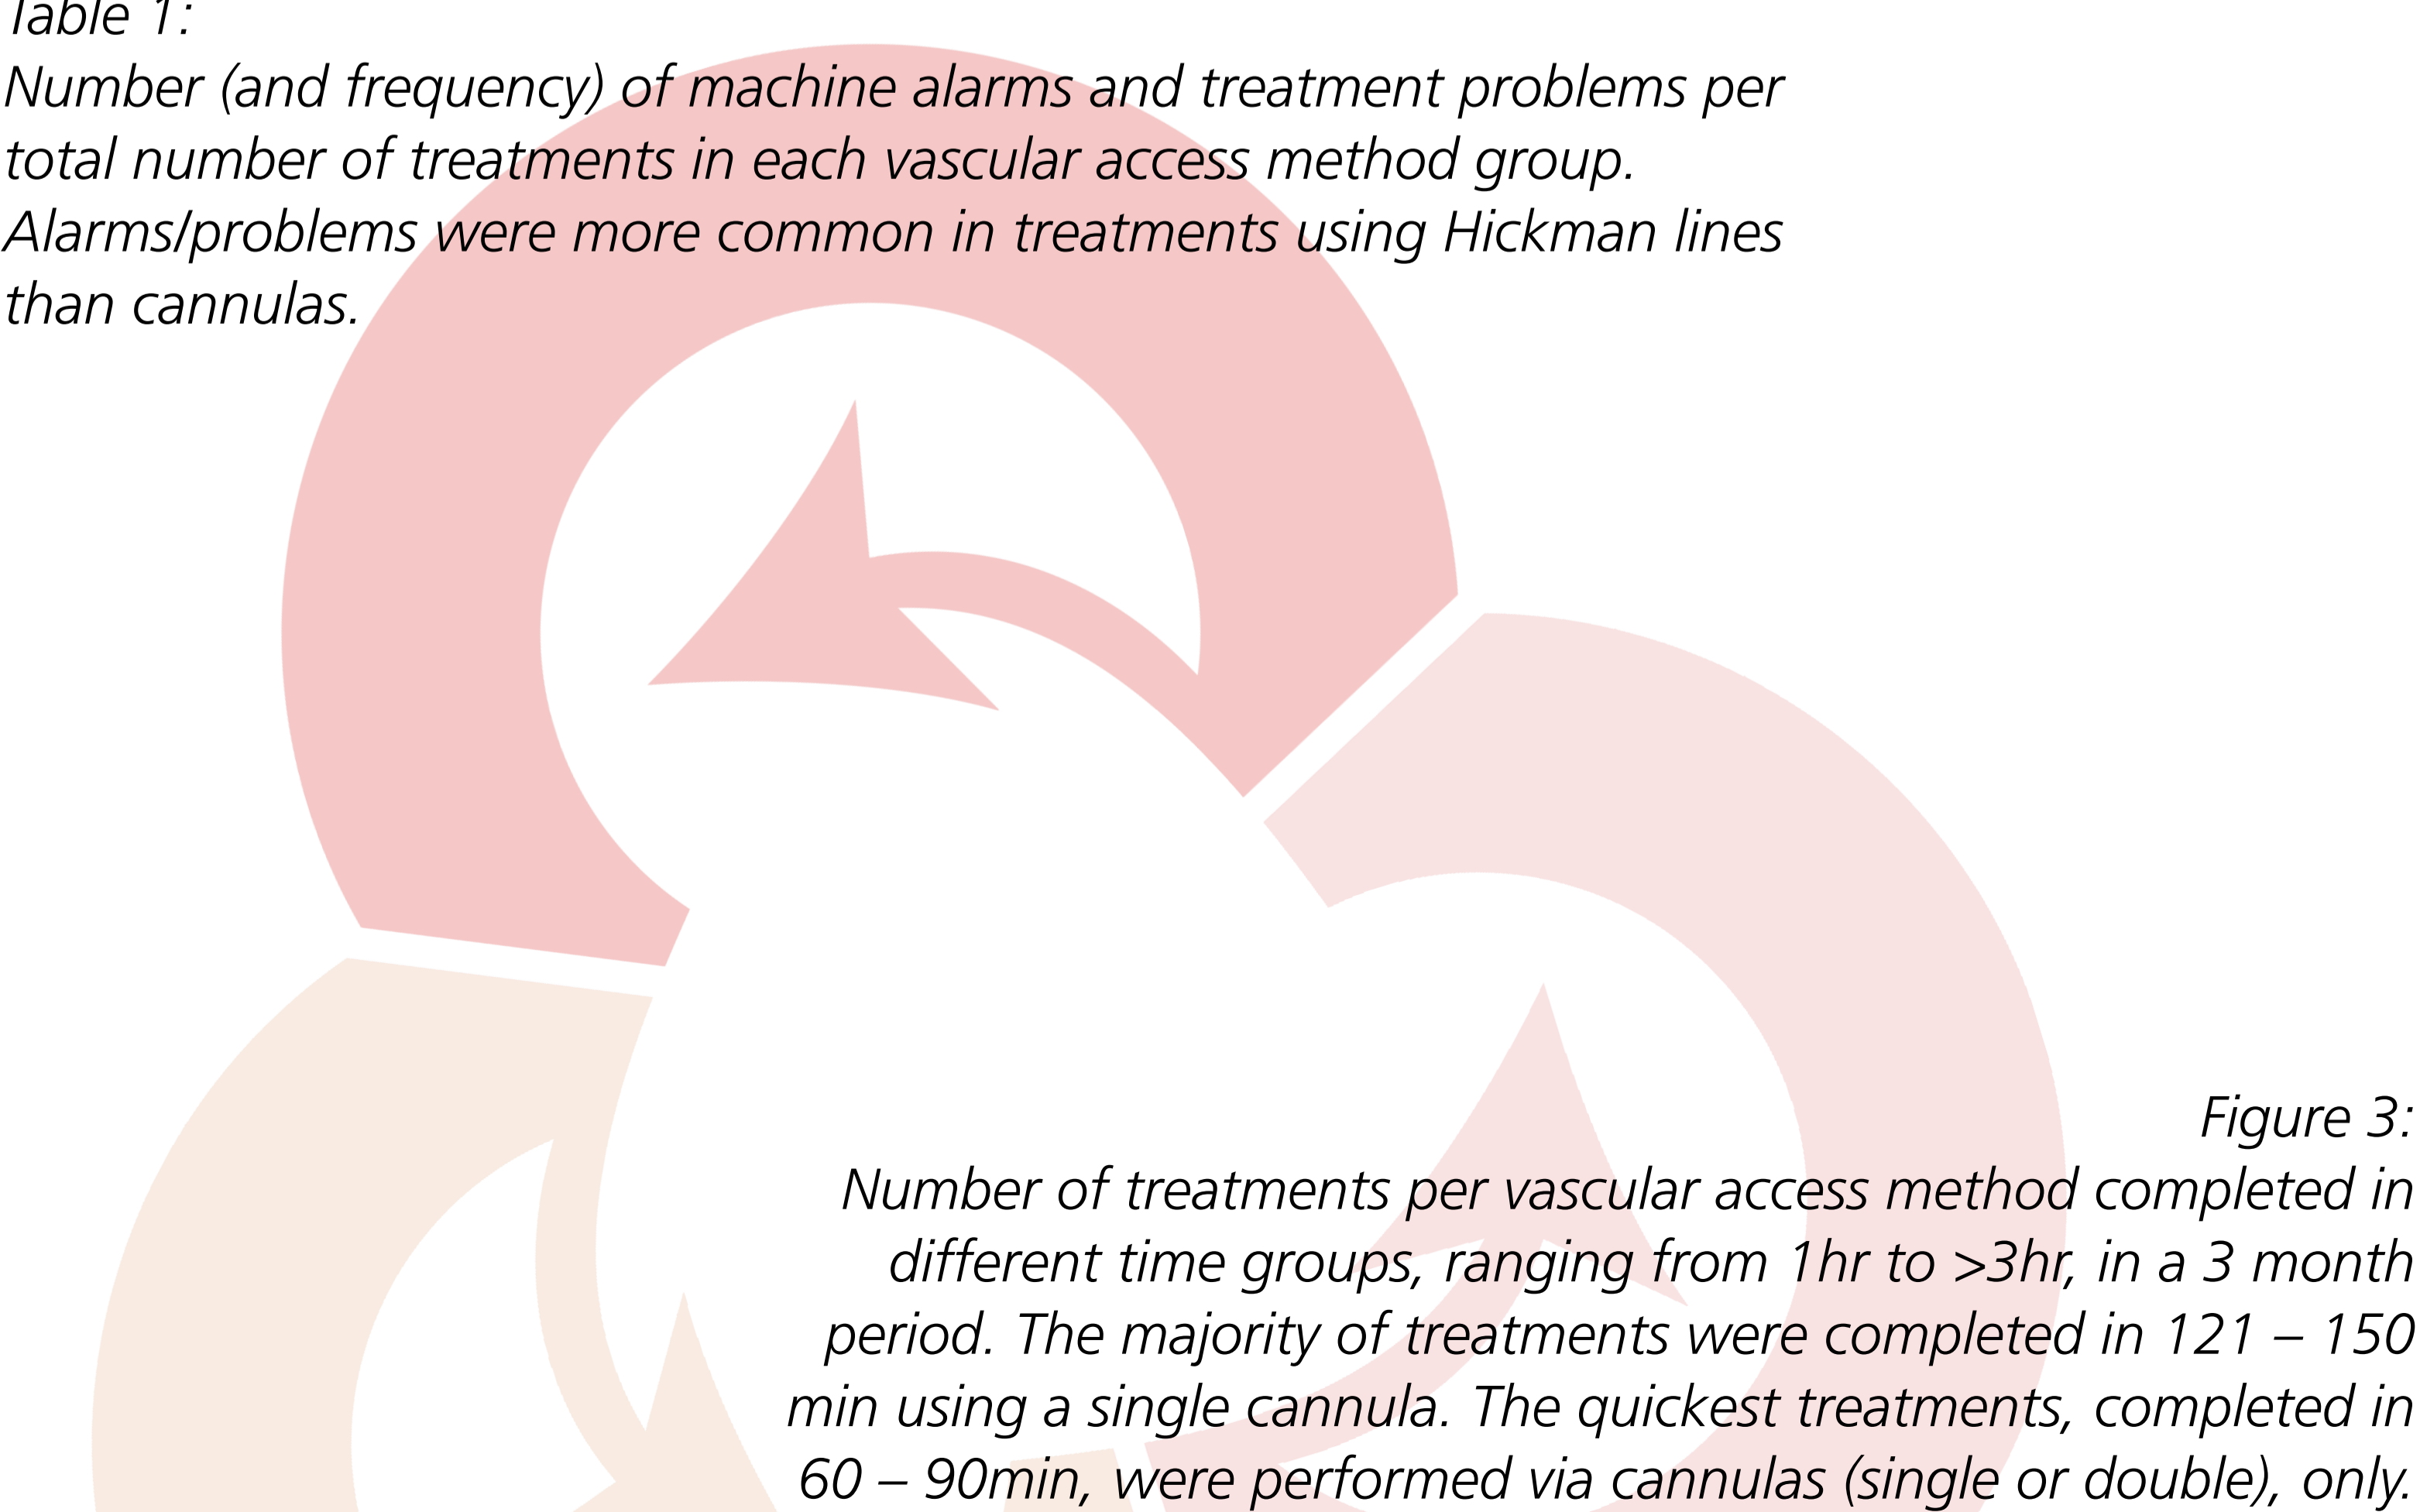 Table 1:
Number (and frequency) of machine alarms and treatment problems per
total number of treatments in each vascular access method group.
Alarms/problems were more common in treatments using Hickman lines
than cannulas.
Figure 3:
Number of treatments per vascular access method completed in
different time groups, ranging from 1hr to >3hr, in a 3 month
period. The majority of treatments were completed in 121 – 150
min using a single cannula. The quickest treatments, completed in
60 – 90min, were performed via cannulas (single or double), only.